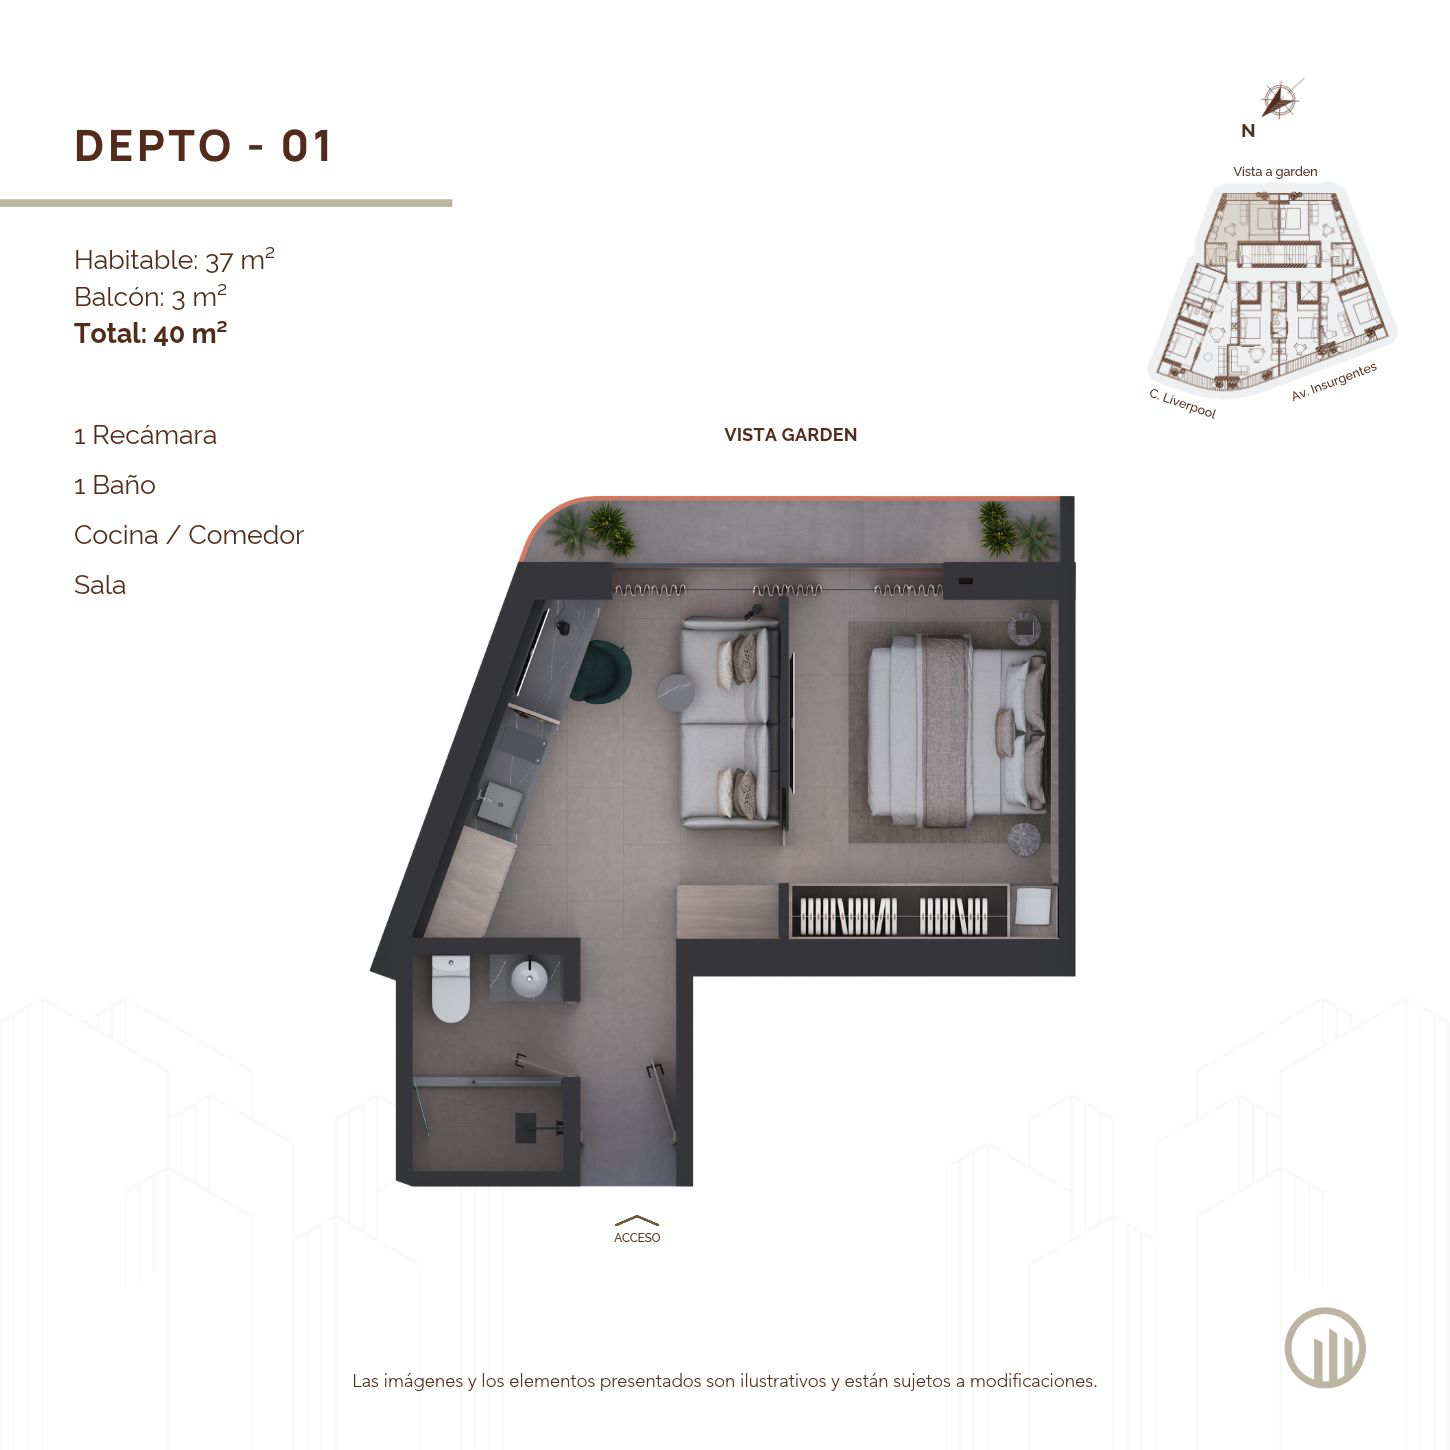 DEPTO - 01
Habitable: 37 m²
Balcón: 3 m²
Total: 40 m²
1 Recámara
1 Baño
Cocina / Comedor
Sala
N
Vista a garden
C. Liverpool
Av. Insurgentes
VISTA GARDEN
ACCESO
Las imágenes y los elementos presentados son ilustrativos y están sujetos a modificaciones.